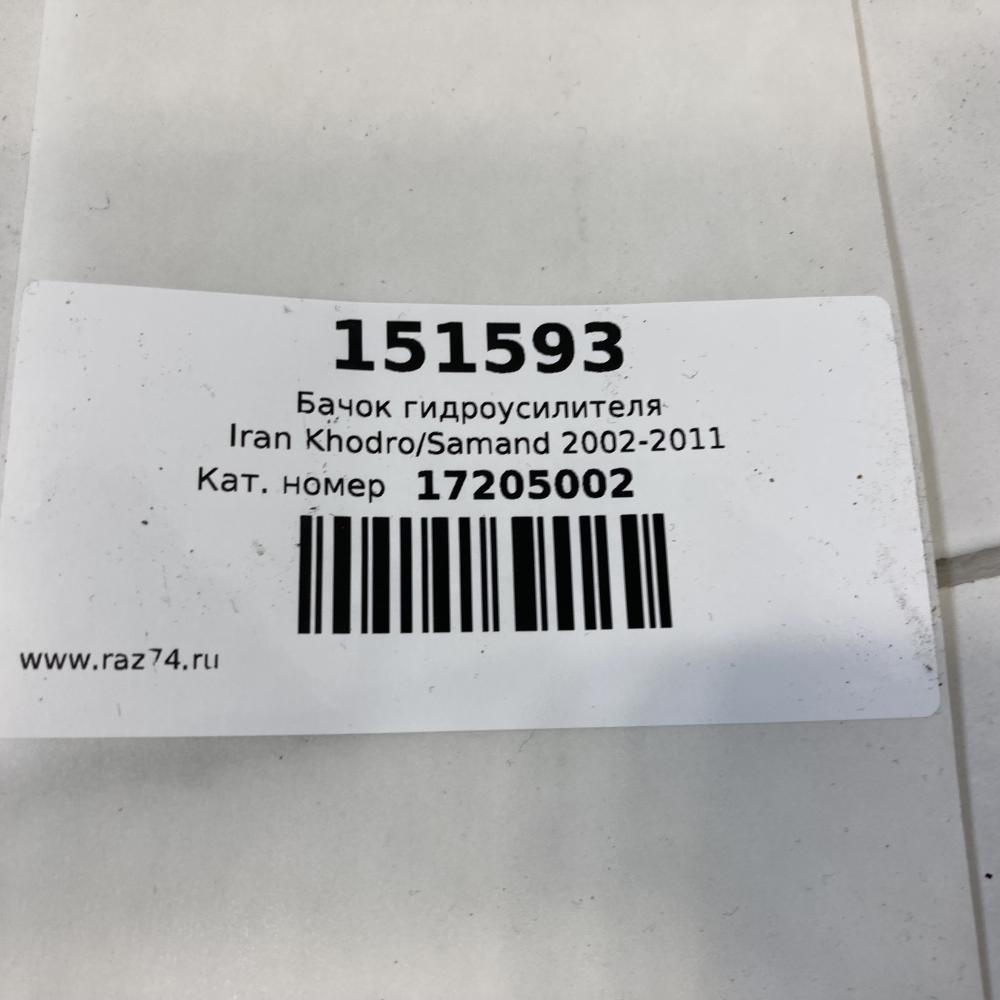 151593
Бачок гидроусилителя
Iran Khodro/Samand 2002-2011
Кат. номер 17205002
www.raz74.ru